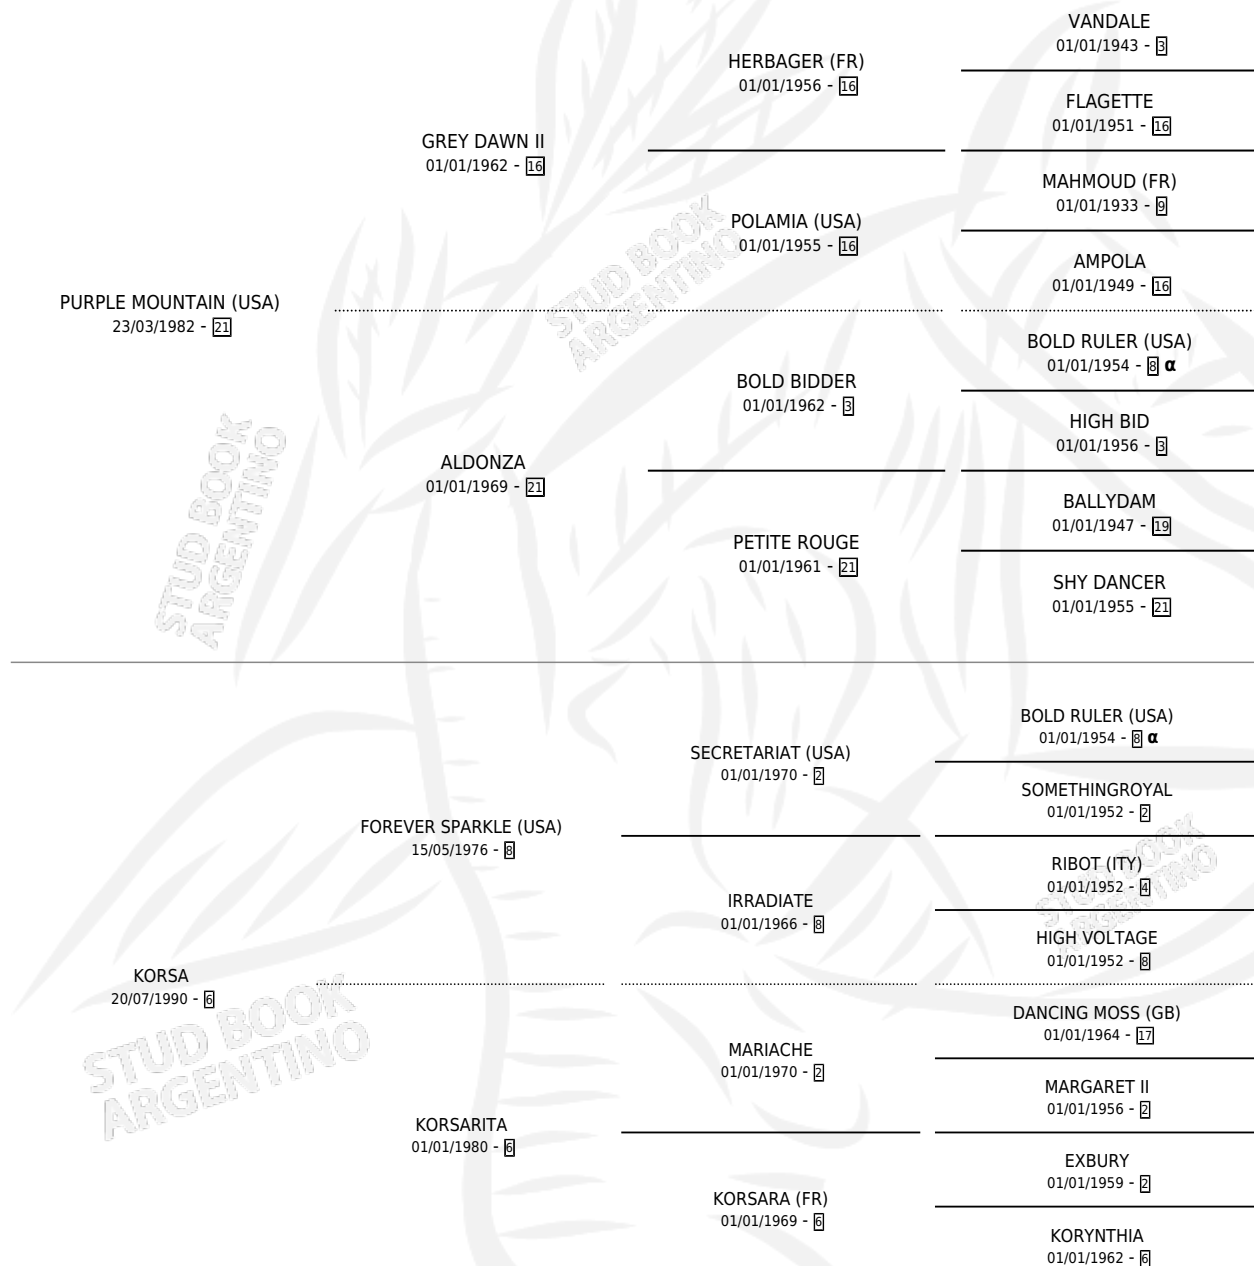 VANDALE
01/01/1943 - 3
HERBAGER (FR)
01/01/1956 - 16
FLAGETTE
01/01/1951 - 16
GREY DAWN II
01/01/1962 - 16
MAHMOUD (FR)
01/01/1933 - 9
POLAMIA (USA)
01/01/1955 - 16
AMPOLA
01/01/1949 - 16
PURPLE MOUNTAIN (USA)
23/03/1982 - 21
STUD BOOK
ARGENTINO
BOLD RULER (USA)
01/01/1954 - 8 α
BOLD BIDDER
01/01/1962 - 3
HIGH BID
01/01/1956 - 3
ALDONZA
01/01/1969 - 21
BALLYDAM
01/01/1947 - 19
PETITE ROUGE
01/01/1961 - 21
SHY DANCER
01/01/1955 - 21
STUD BOOK
ARGENTINO
BOLD RULER (USA)
01/01/1954 - 8 α
SECRETARIAT (USA)
01/01/1970 - 2
SOMETHINGROYAL
01/01/1952 - 2
FOREVER SPARKLE (USA)
15/05/1976 - 8
RIBOT (ITY)
01/01/1952 - 4
IRRADIATE
01/01/1966 - 8
STUD BOOK
ARGENTINO
HIGH VOLTAGE
01/01/1952 - 8
KORSA
20/07/1990 - 6
DANCING MOSS (GB)
01/01/1964 - 17
MARIACHE
01/01/1970 - 2
STUD BOOK
ARGENTINO
MARGARET II
01/01/1956 - 2
KORSARITA
01/01/1980 - 6
EXBURY
01/01/1959 - 2
KORSARA (FR)
01/01/1969 - 6
KORYNTHIA
01/01/1962 - 6